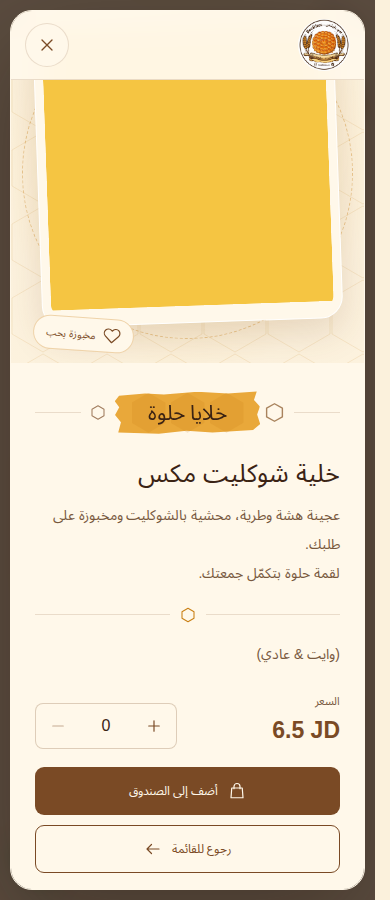 مخبوزة بحب
خلايا حلوة
خلية شوكليت مكس
عجينة هشة وطرية، محشية بالشوكليت ومخبوزة على
طلبك.
لقمة حلوة بتكمّل جمعتك.
(وايت & عادي)
السعر
6.5 JD
+ 0 −
أضف إلى الصندوق
رجوع للقائمة